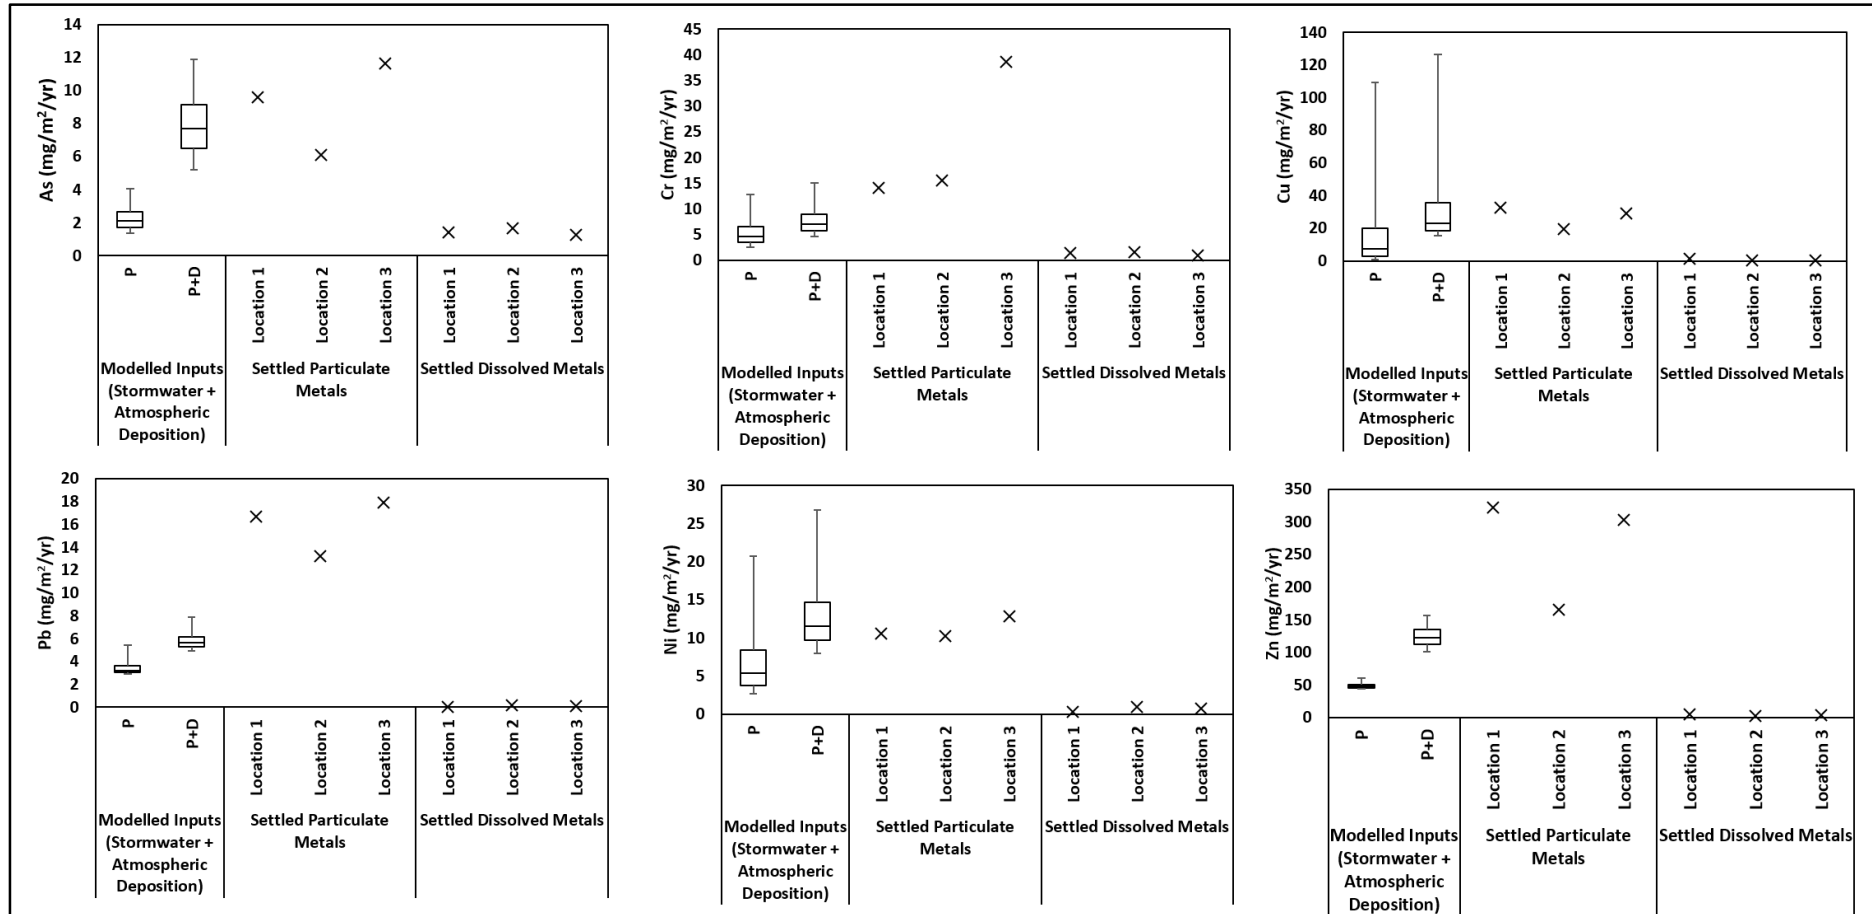 As (mg/m²/yr)
14
12
10
8
6
4
2
0
P
P+D
Location 1
Location 2
Location 3
Location 1
Location 2
Location 3
Modelled Inputs
(Stormwater +
Atmospheric
Deposition)
Settled Particulate
Metals
Settled Dissolved Metals
Cr (mg/m²/yr)
45
40
35
30
25
20
15
10
5
0
P
P+D
Location 1
Location 2
Location 3
Location 1
Location 2
Location 3
Modelled Inputs
(Stormwater +
Atmospheric
Deposition)
Settled Particulate
Metals
Settled Dissolved Metals
Cu (mg/m²/yr)
140
120
100
80
60
40
20
0
P
P+D
Location 1
Location 2
Location 3
Location 1
Location 2
Location 3
Modelled Inputs
(Stormwater +
Atmospheric
Deposition)
Settled Particulate
Metals
Settled Dissolved Metals
Pb (mg/m²/yr)
20
18
16
14
12
10
8
6
4
2
0
P
P+D
Location 1
Location 2
Location 3
Location 1
Location 2
Location 3
Modelled Inputs
(Stormwater +
Atmospheric
Deposition)
Settled Particulate
Metals
Settled Dissolved Metals
Ni (mg/m²/yr)
30
25
20
15
10
5
0
P
P+D
Location 1
Location 2
Location 3
Location 1
Location 2
Location 3
Modelled Inputs
(Stormwater +
Atmospheric
Deposition)
Settled Particulate
Metals
Settled Dissolved Metals
Zn (mg/m²/yr)
350
300
250
200
150
100
50
0
P
P+D
Location 1
Location 2
Location 3
Location 1
Location 2
Location 3
Modelled Inputs
(Stormwater +
Atmospheric
Deposition)
Settled Particulate
Metals
Settled Dissolved Metals